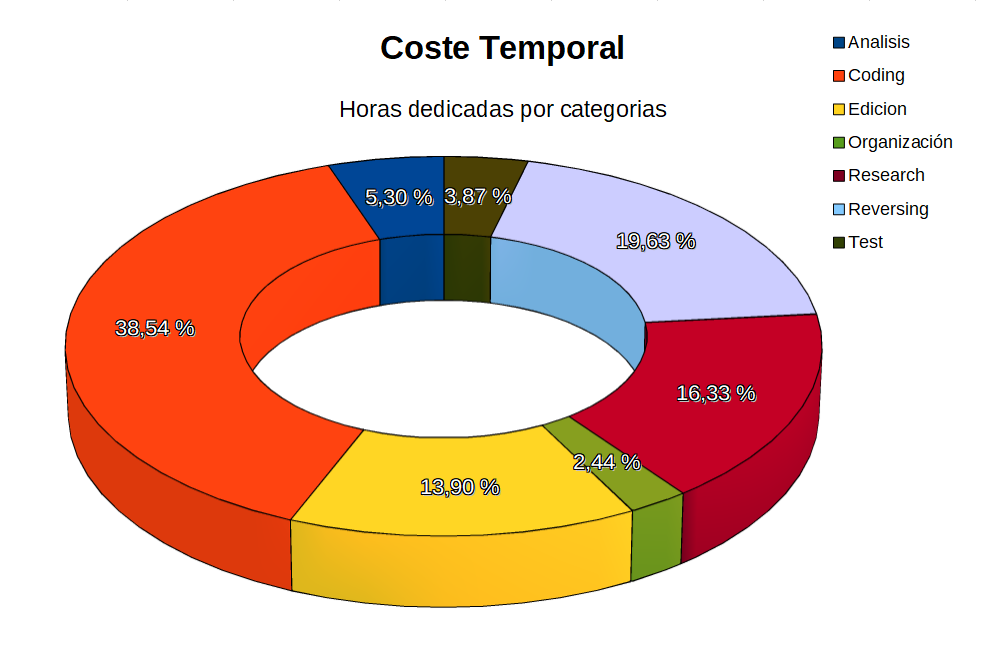 Coste Temporal
Horas dedicadas por categorias
Analisis
Coding
Edicion
Organización
Research
Reversing
Test
5,30 %
3,87 %
19,63 %
38,54 %
16,33 %
2,44 %
13,90 %